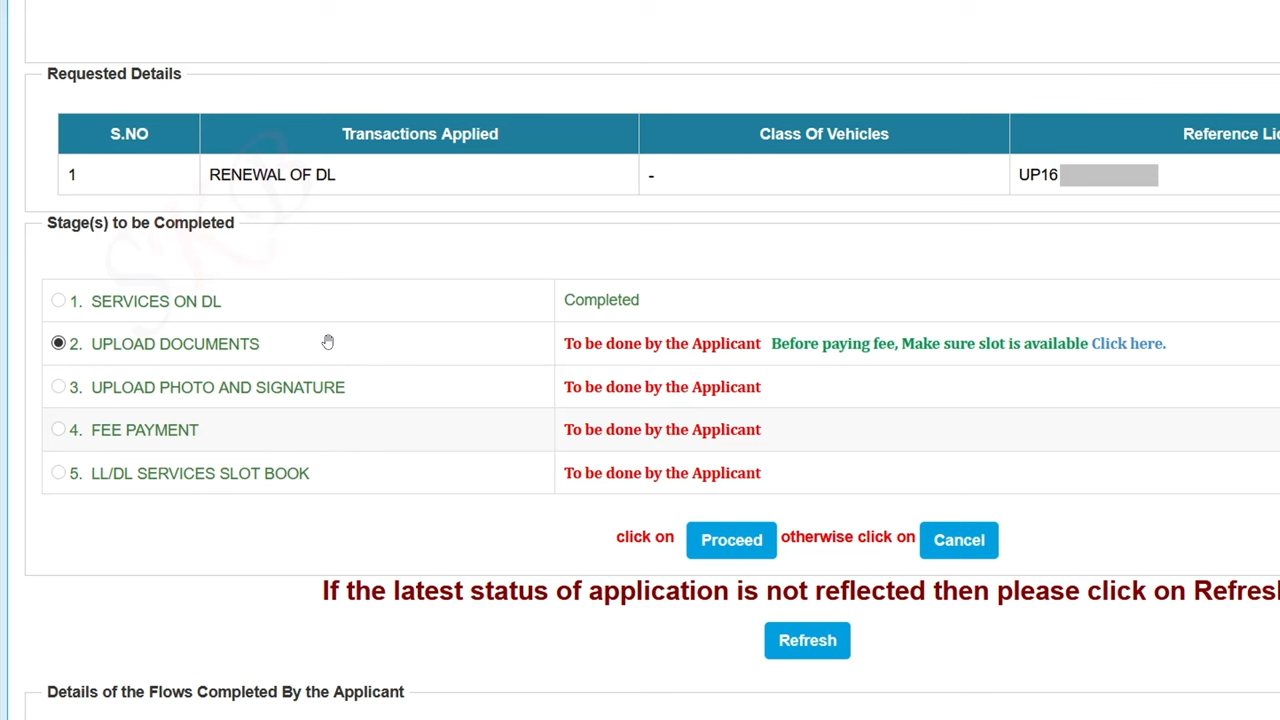 Requested Details
S.NO Transactions Applied Class Of Vehicles Reference
1 RENEWAL OF DL - UP16
Stage(s) to be Completed
1. SERVICES ON DL Completed
2. UPLOAD DOCUMENTS To be done by the Applicant Before paying fee, Make sure slot is available Click here.
3. UPLOAD PHOTO AND SIGNATURE To be done by the Applicant
4. FEE PAYMENT To be done by the Applicant
5. LL/DL SERVICES SLOT BOOK To be done by the Applicant
click on Proceed otherwise click on Cancel
If the latest status of application is not reflected then please click on
Refresh
Details of the Flows Completed By the Applicant
SKB